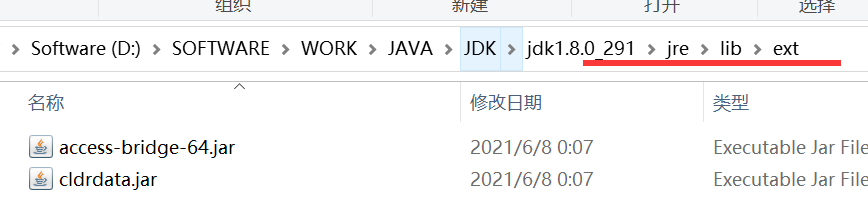 组织 新建 打开 选择
Software (D:) SOFTWARE WORK JAVA JDK jdk1.8.0_291 jre lib ext
名称 修改日期 类型
access-bridge-64.jar 2021/6/8 0:07 Executable Jar File
cldrdata.jar 2021/6/8 0:07 Executable Jar File